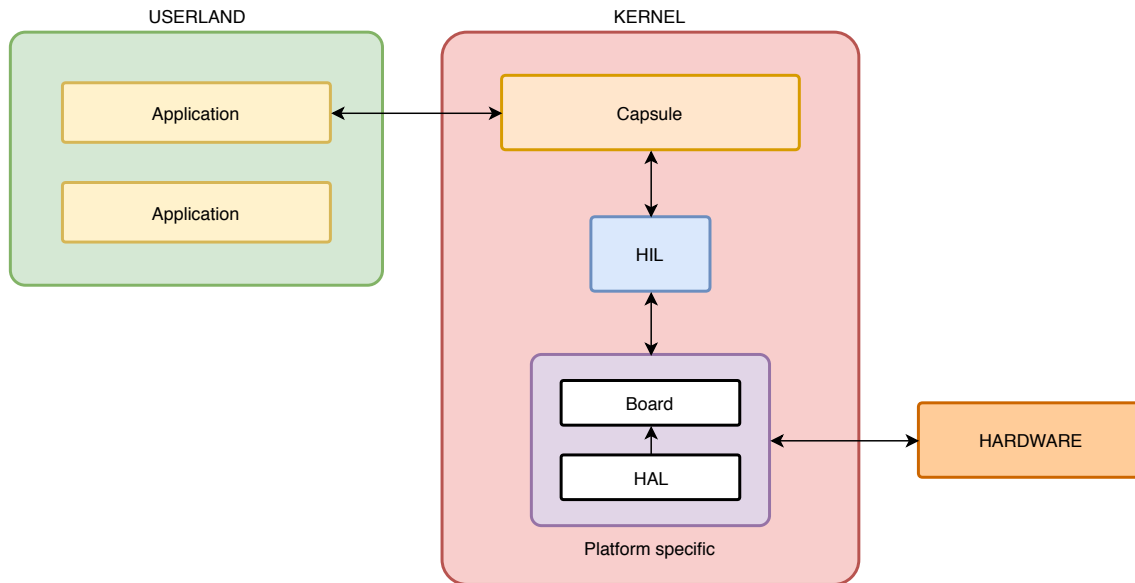 USERLAND
KERNEL
Application
Capsule
Application
HIL
Board
HARDWARE
HAL
Platform specific